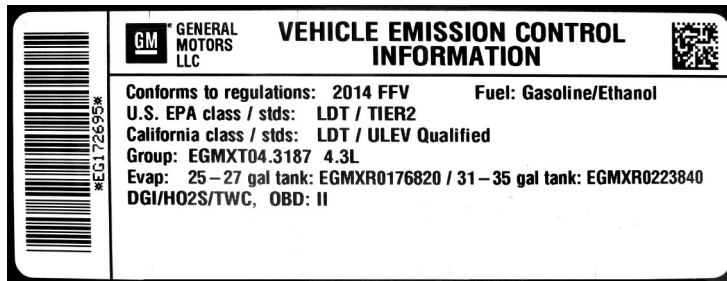 *EG172695*
GM
GENERAL
MOTORS
LLC
VEHICLE EMISSION CONTROL
INFORMATION
Conforms to regulations: 2014 FFV Fuel: Gasoline/Ethanol
U.S. EPA class / stds: LDT / TIER2
California class / stds: LDT / ULEV Qualified
Group: EGMXT04.3187 4.3L
Evap: 25–27 gal tank: EGMXR0176820 / 31–35 gal tank: EGMXR0223840
DGI/HO2S/TWC, OBD: II